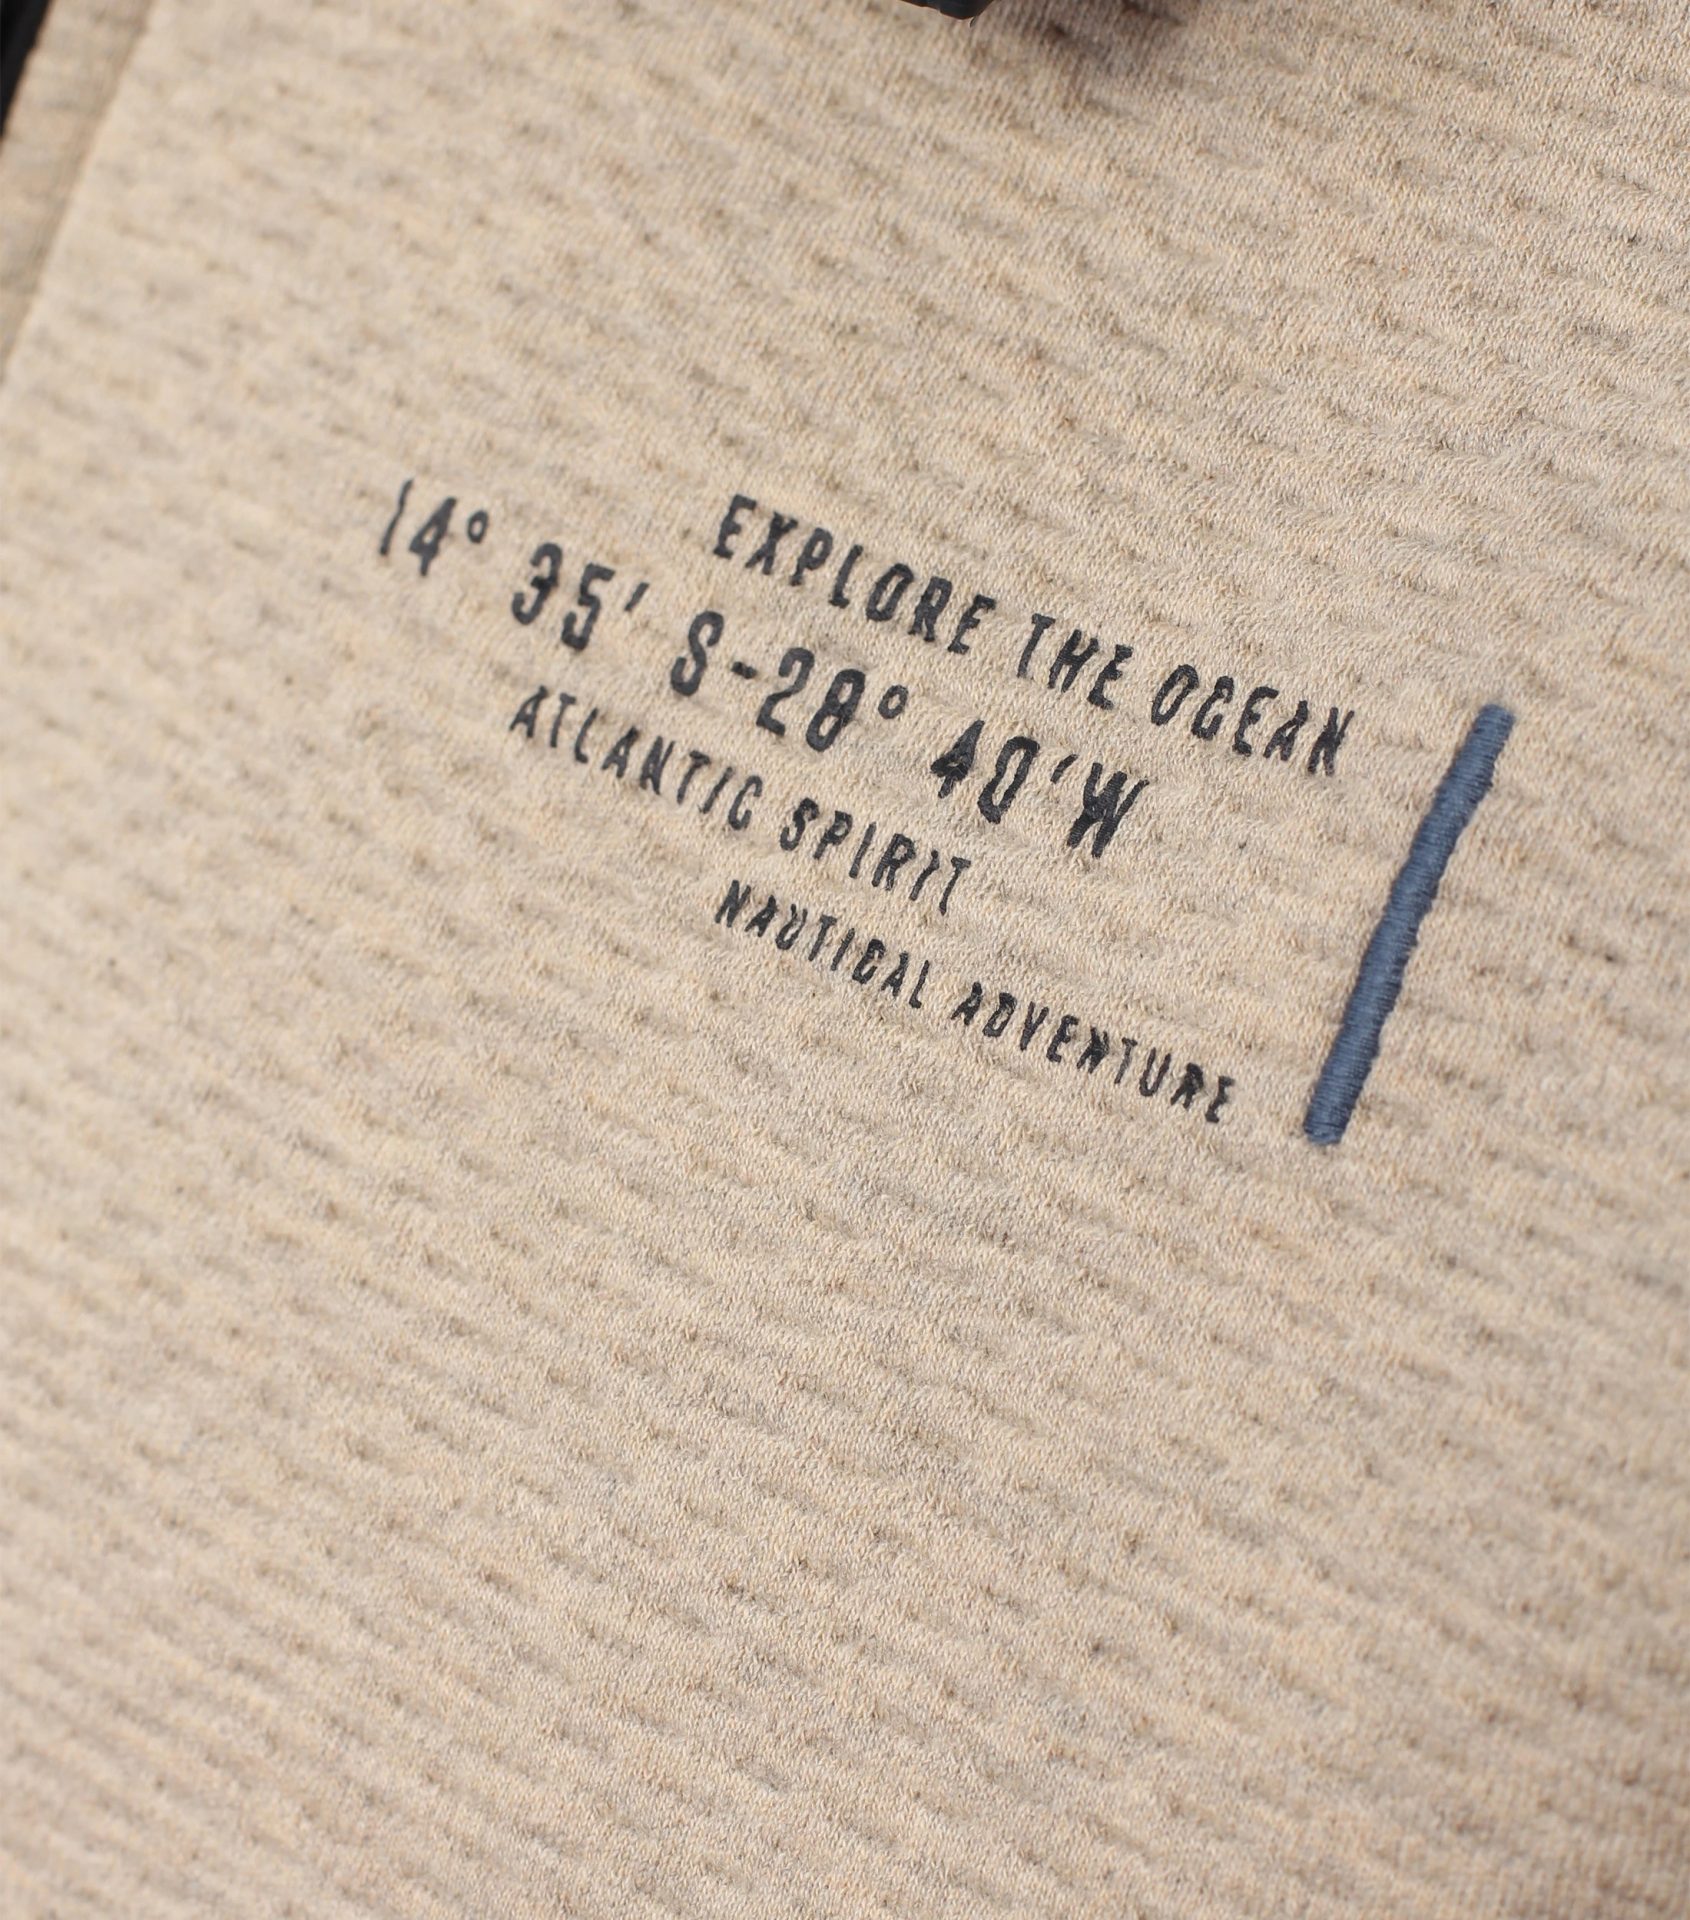 EXPLORE THE OCEAN
14° 35' S-28° 40'W
ATLANTIC SPIRIT
NAUTICAL ADVENTURE